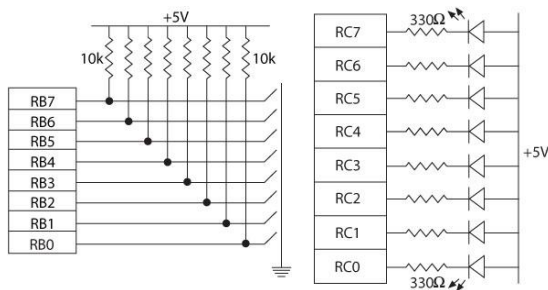 +5V
10k
10k
RB7
RB6
RB5
RB4
RB3
RB2
RB1
RB0
330Ω
RC7
RC6
RC5
RC4
RC3
RC2
RC1
RC0
330Ω
+5V